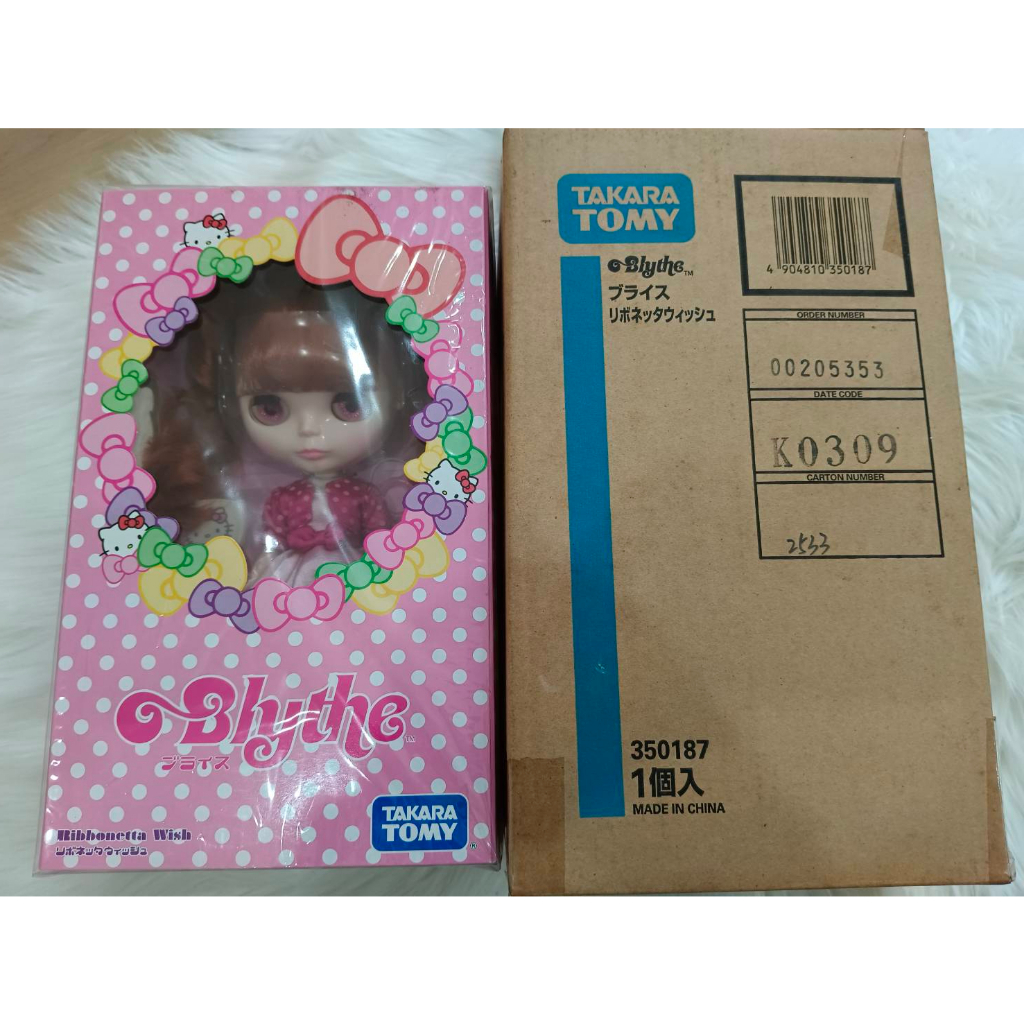 Blythe™
ブライス
TAKARA
TOMY
®
Ribbonetta Wish
リボネッタウィッシュ
TAKARA
TOMY
Blythe™
ブライス
リボネッタウィッシュ
4 904810 350187
ORDER NUMBER
00205353
DATE CODE
K0309
CARTON NUMBER
2533
350187
1個入
MADE IN CHINA